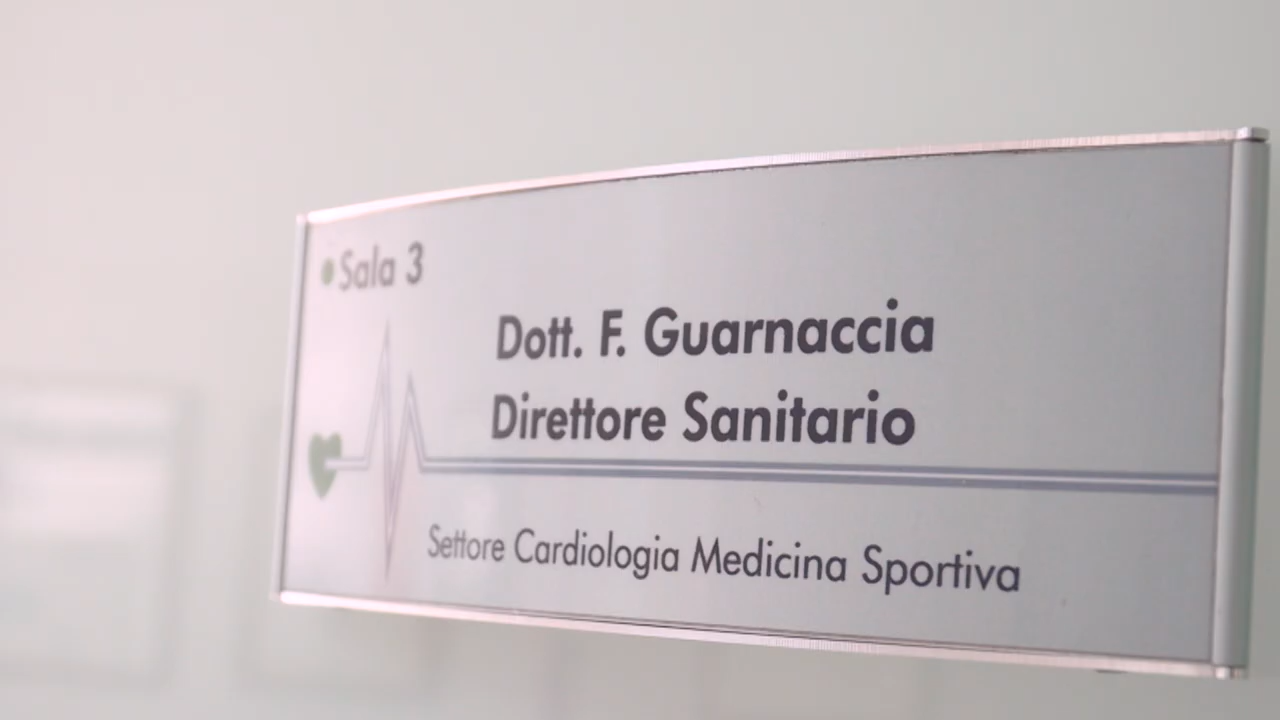 Sala 3
Dott. F. Guarnaccia
Direttore Sanitario
Settore Cardiologia Medicina Sportiva